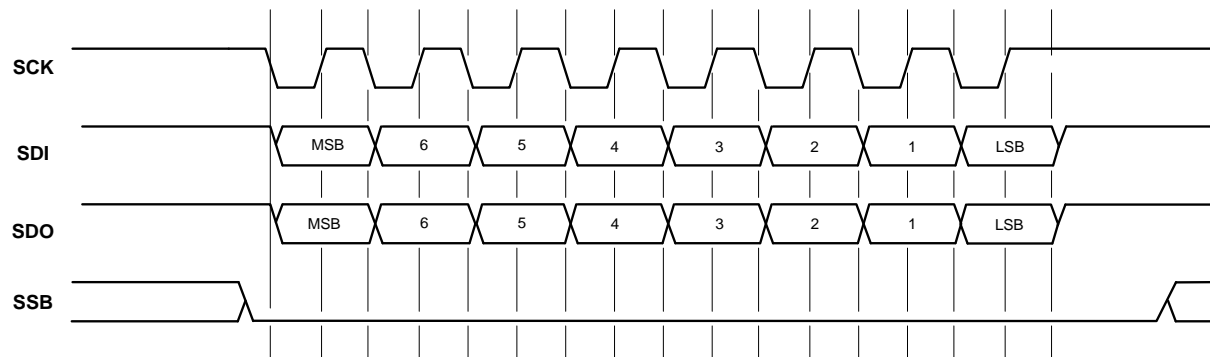 SCK
SDI MSB 6 5 4 3 2 1 LSB
SDO MSB 6 5 4 3 2 1 LSB
SSB